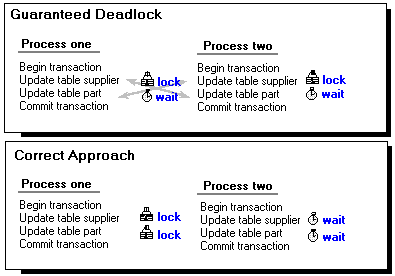 Guaranteed Deadlock
Process one
Begin transaction
Update table supplier lock
Update table part wait
Commit transaction
Process two
Begin transaction
Update table supplier lock
Update table part wait
Commit transaction
Correct Approach
Process one
Begin transaction
Update table supplier lock
Update table part lock
Commit transaction
Process two
Begin transaction
Update table supplier wait
Update table part wait
Commit transaction